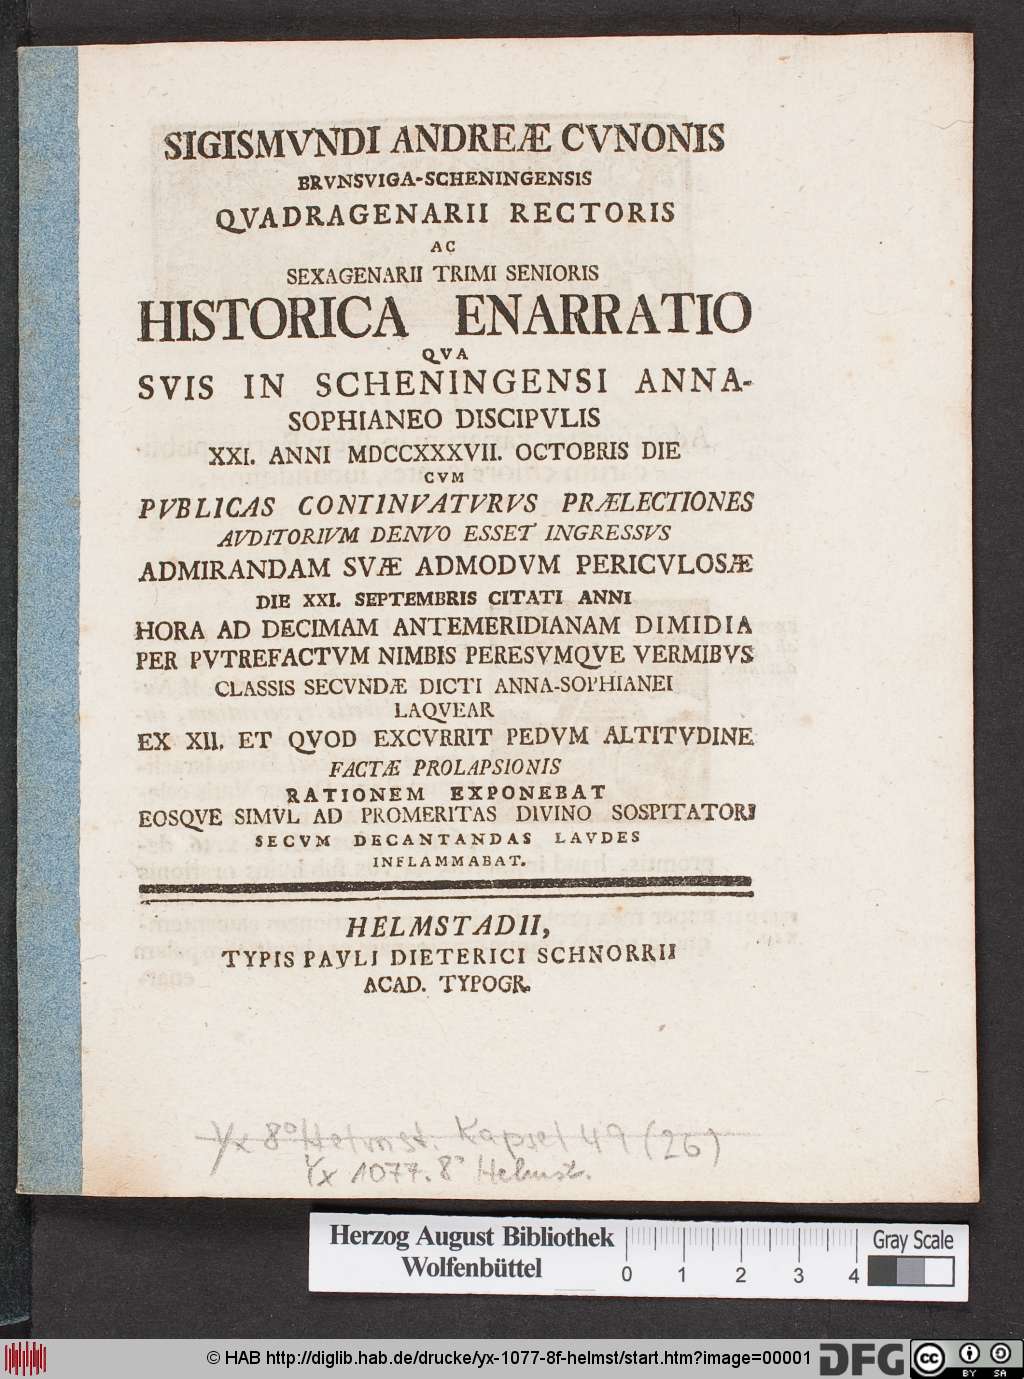 SIGISMVNDI ANDREÆ CVNONIS
BRVNSVIGA-SCHENINGENSIS
QVADRAGENARII RECTORIS
AC
SEXAGENARII TRIMI SENIORIS
HISTORICA ENARRATIO
QVA
SVIS IN SCHENINGENSI ANNA-
SOPHIANEO DISCIPVLIS
XXI. ANNI MDCCXXXVII. OCTOBRIS DIE
CVM
PVBLICAS CONTINVATVRVS PRÆLECTIONES
AVDITORIVM DENVO ESSET INGRESSVS
ADMIRANDAM SVÆ ADMODVM PERICVLOSÆ
DIE XXI. SEPTEMBRIS CITATI ANNI
HORA AD DECIMAM ANTEMERIDIANAM DIMIDIA
PER PVTREFACTVM NIMBIS PERESVMQVE VERMIBVS
CLASSIS SECVNDÆ DICTI ANNA-SOPHIANEI
LAQVEAR
EX XII. ET QVOD EXCVRRIT PEDVM ALTITVDINE
FACTÆ PROLAPSIONIS
RATIONEM EXPONEBAT
EOSQVE SIMVL AD PROMERITAS DIVINO SOSPITATORI
SECVM DECANTANDAS LAVDES
INFLAMMABAT.
HELMSTADII,
TYPIS PAVLI DIETERICI SCHNORRII
ACAD. TYPOGR.
Yx 8° Helmst. Kapsel 49 (26)
Yx 1077. 8° Helmst.
Herzog August Bibliothek
Wolfenbüttel
0 1 2 3 4
Gray Scale
© HAB http://diglib.hab.de/drucke/yx-1077-8f-helmst/start.htm?image=00001
DFG
cc BY SA